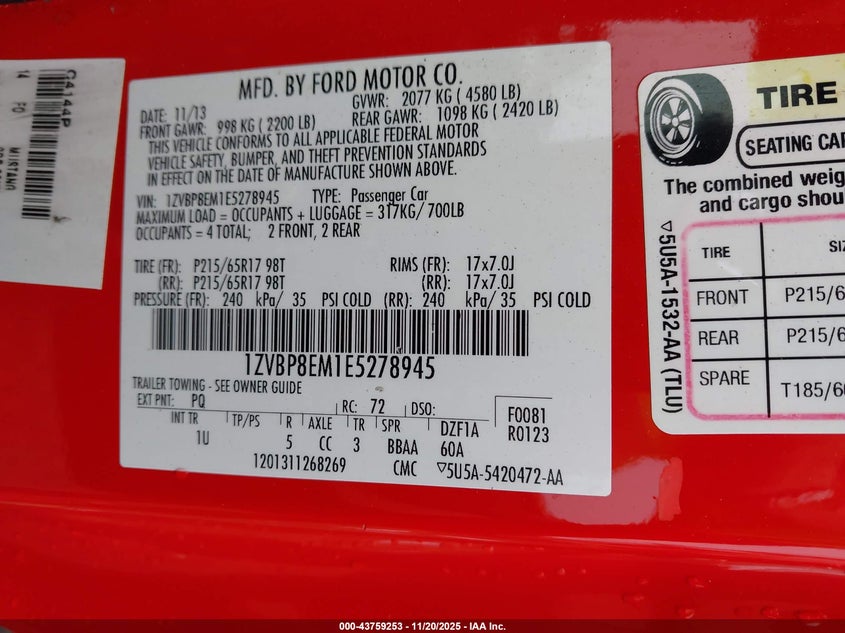 C4J44P
14 PQ MUSTANG
MFD. BY FORD MOTOR CO.
DATE: 11/13 GVWR: 2077 KG ( 4580 LB)
FRONT GAWR: 998 KG ( 2200 LB) REAR GAWR: 1098 KG ( 2420 LB)
THIS VEHICLE CONFORMS TO ALL APPLICABLE FEDERAL MOTOR
VEHICLE SAFETY, BUMPER, AND THEFT PREVENTION STANDARDS
IN EFFECT ON THE DATE OF MANUFACTURE SHOWN ABOVE.
VIN: 1ZVBP8EM1E5278945 TYPE: Passenger Car
MAXIMUM LOAD = OCCUPANTS + LUGGAGE = 317KG/ 700LB
OCCUPANTS = 4 TOTAL; 2 FRONT, 2 REAR
TIRE (FR): P215/65R17 98T RIMS (FR): 17x7.0J
(RR): P215/65R17 98T (RR): 17x7.0J
PRESSURE (FR): 240 kPa/ 35 PSI COLD (RR): 240 kPa/ 35 PSI COLD
1ZVBP8EM1E5278945
TRAILER TOWING - SEE OWNER GUIDE
EXT PNT: PQ RC: 72 DSO: F0081
INT TR TP/PS R AXLE TR SPR DZF1A R0123
1U 5 CC 3 BBAA 60A
1201311268269 CMC ▽5U5A-5420472-AA
TIRE
SEATING CAP
The combined weig
and cargo shou
▽5U5A-1532-AA (TLU)
TIRE SIZ
FRONT P215/6
REAR P215/6
SPARE T185/60
000-43759253 - 11/20/2025 - IAA Inc.